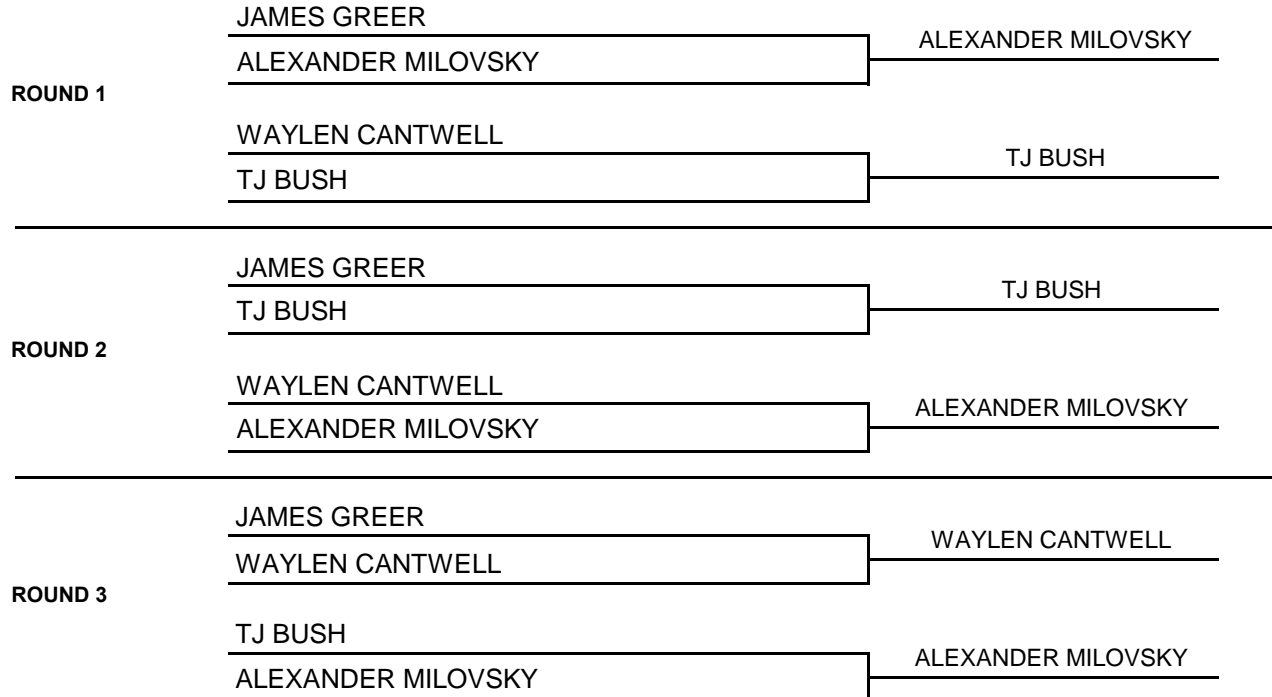 JAMES GREER
ALEXANDER MILOVSKY
ALEXANDER MILOVSKY
ROUND 1
WAYLEN CANTWELL
TJ BUSH
TJ BUSH
JAMES GREER
TJ BUSH
TJ BUSH
ROUND 2
WAYLEN CANTWELL
ALEXANDER MILOVSKY
ALEXANDER MILOVSKY
JAMES GREER
WAYLEN CANTWELL
WAYLEN CANTWELL
ROUND 3
TJ BUSH
ALEXANDER MILOVSKY
ALEXANDER MILOVSKY